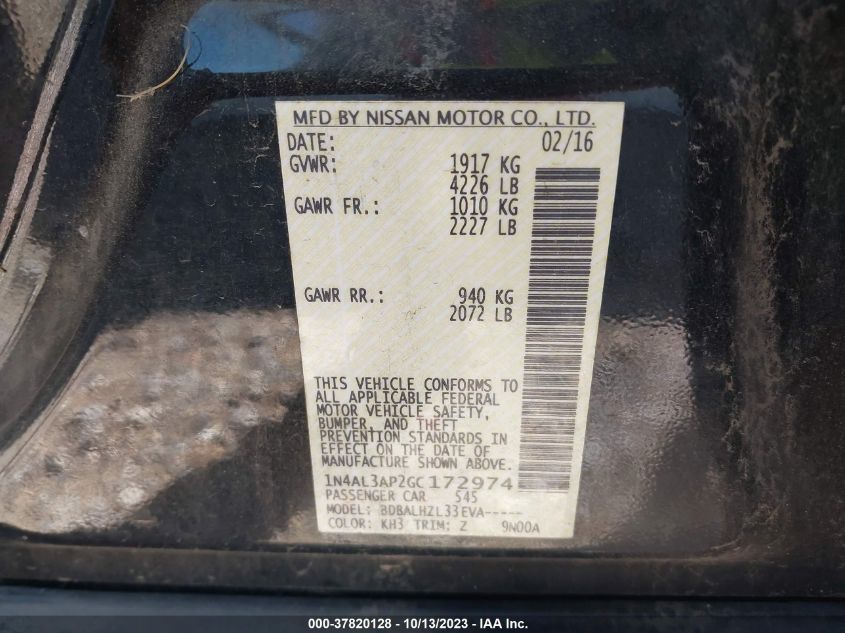 MFD BY NISSAN MOTOR CO., LTD.
DATE: 02/16
GVWR: 1917 KG
4226 LB
GAWR FR.: 1010 KG
2227 LB
GAWR RR.: 940 KG
2072 LB
THIS VEHICLE CONFORMS TO
ALL APPLICABLE FEDERAL
MOTOR VEHICLE SAFETY,
BUMPER, AND THEFT
PREVENTION STANDARDS IN
EFFECT ON THE DATE OF
MANUFACTURE SHOWN ABOVE.
1N4AL3AP2GC172974
PASSENGER CAR 545
MODEL: BDBALHZL33EVA-----
COLOR: KH3 TRIM: Z 9N00A
000-37820128 - 10/13/2023 - IAA Inc.